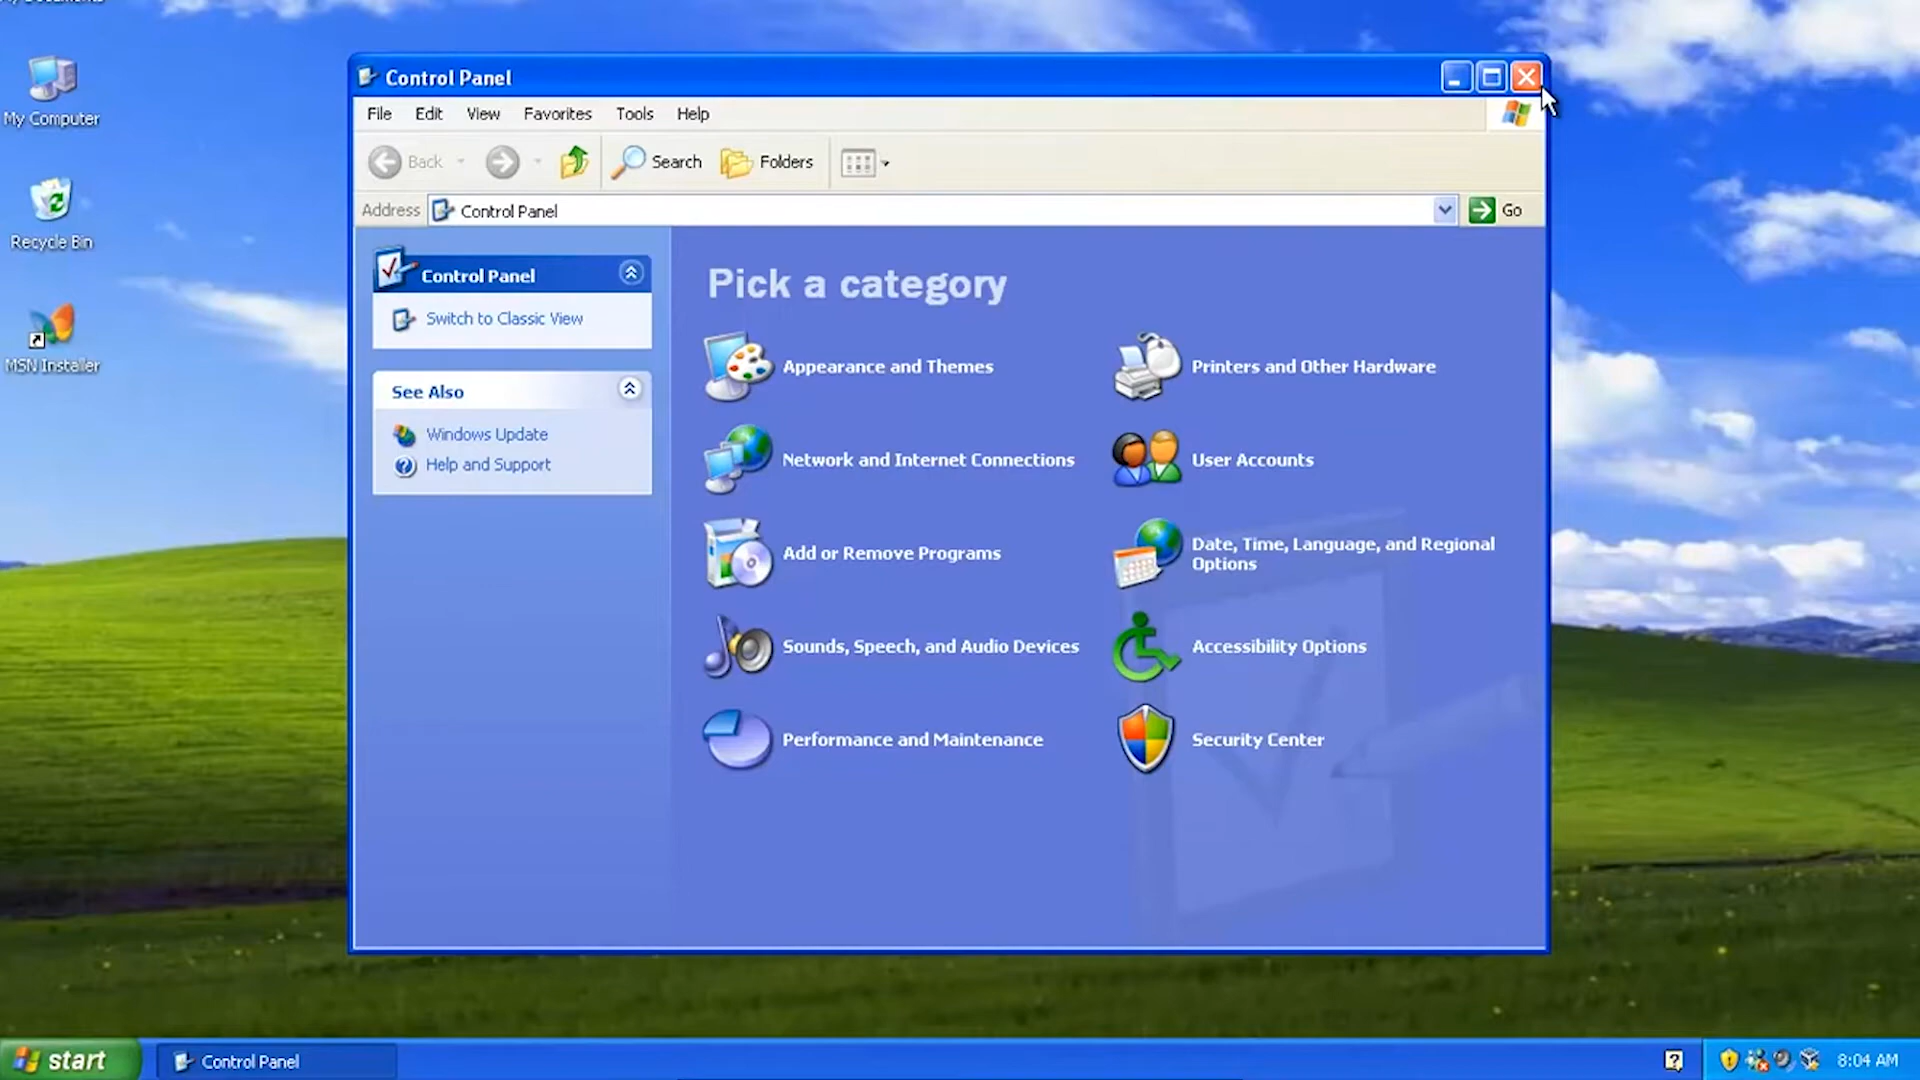 My Documents
My Computer
Recycle Bin
MSN Installer
Control Panel
File Edit View Favorites Tools Help
Back Search Folders
Address Control Panel Go
Control Panel
Switch to Classic View
See Also
Windows Update
Help and Support
Pick a category
Appearance and Themes
Printers and Other Hardware
Network and Internet Connections
User Accounts
Add or Remove Programs
Date, Time, Language, and Regional
Options
Sounds, Speech, and Audio Devices
Accessibility Options
Performance and Maintenance
Security Center
start Control Panel 8:04 AM